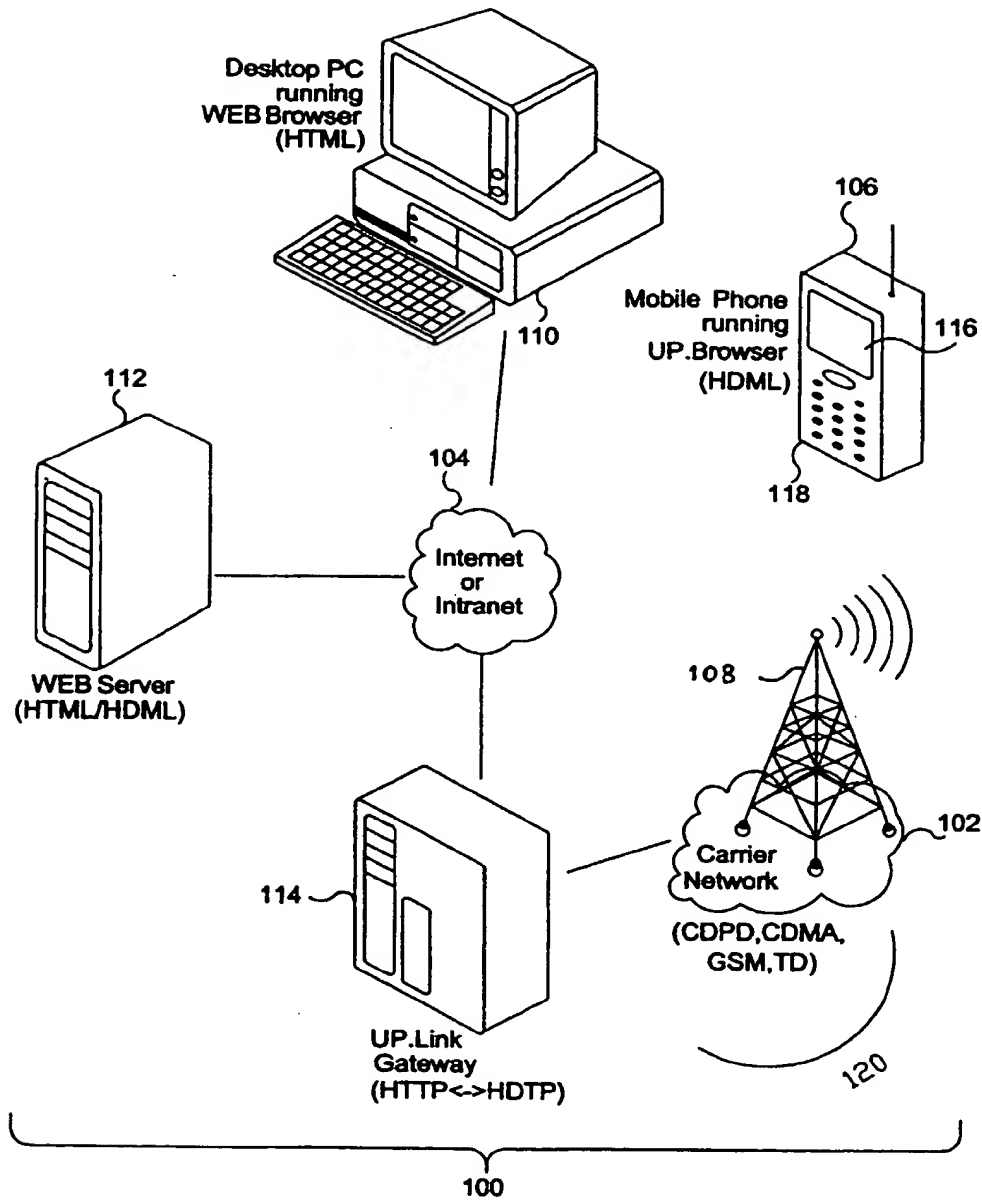 Desktop PC
running
WEB Browser
(HTML)
110
106
Mobile Phone
running
UP.Browser
(HDML)
116
118
112
WEB Server
(HTML/HDML)
104
Internet
or
Intranet
108
102
Carrier
Network
(CDPD,CDMA,
GSM,TD)
120
114
UP.Link
Gateway
(HTTP<->HDTP)
100